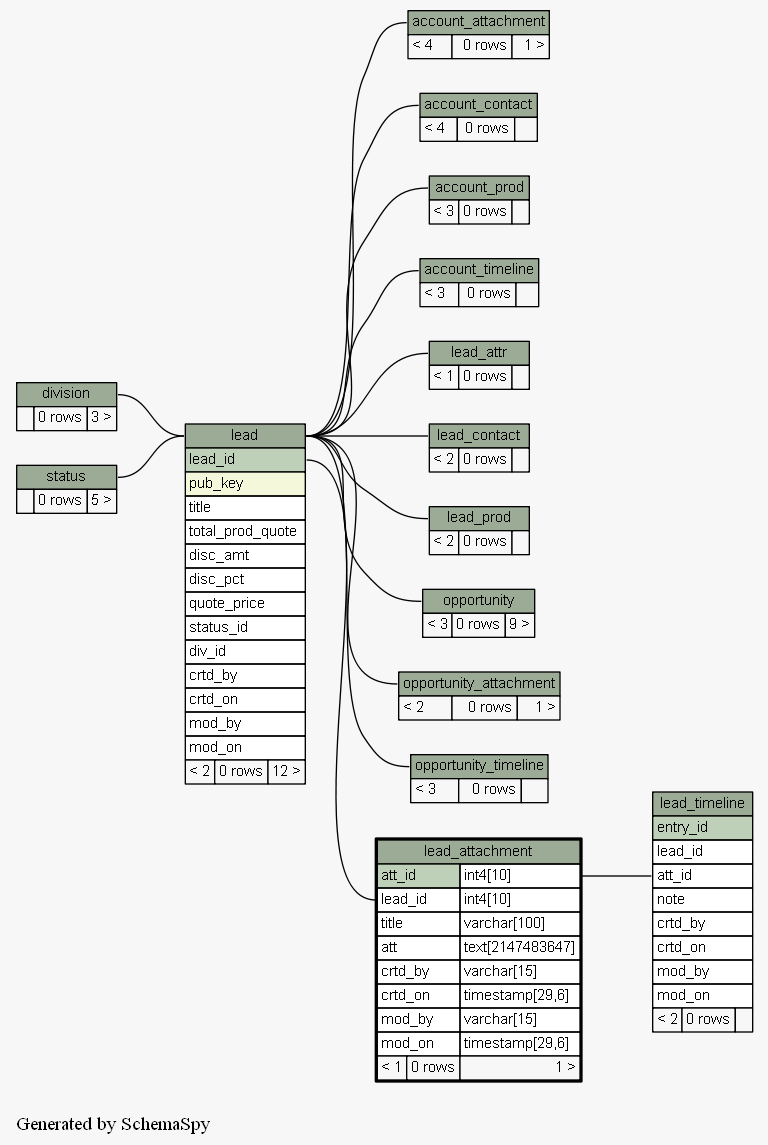 account_attachment
< 4 0 rows 1 >
account_contact
< 4 0 rows
account_prod
< 3 0 rows
account_timeline
< 3 0 rows
lead_attr
< 1 0 rows
division
0 rows 3 >
status
0 rows 5 >
lead
lead_id
pub_key
title
total_prod_quote
disc_amt
disc_pct
quote_price
status_id
div_id
crtd_by
crtd_on
mod_by
mod_on
< 2 0 rows 12 >
lead_contact
< 2 0 rows
lead_prod
< 2 0 rows
opportunity
< 3 0 rows 9 >
opportunity_attachment
< 2 0 rows 1 >
opportunity_timeline
< 3 0 rows
lead_attachment
att_id int4[10]
lead_id int4[10]
title varchar[100]
att text[2147483647]
crtd_by varchar[15]
crtd_on timestamp[29,6]
mod_by varchar[15]
mod_on timestamp[29,6]
< 1 0 rows 1 >
lead_timeline
entry_id
lead_id
att_id
note
crtd_by
crtd_on
mod_by
mod_on
< 2 0 rows
Generated by SchemaSpy